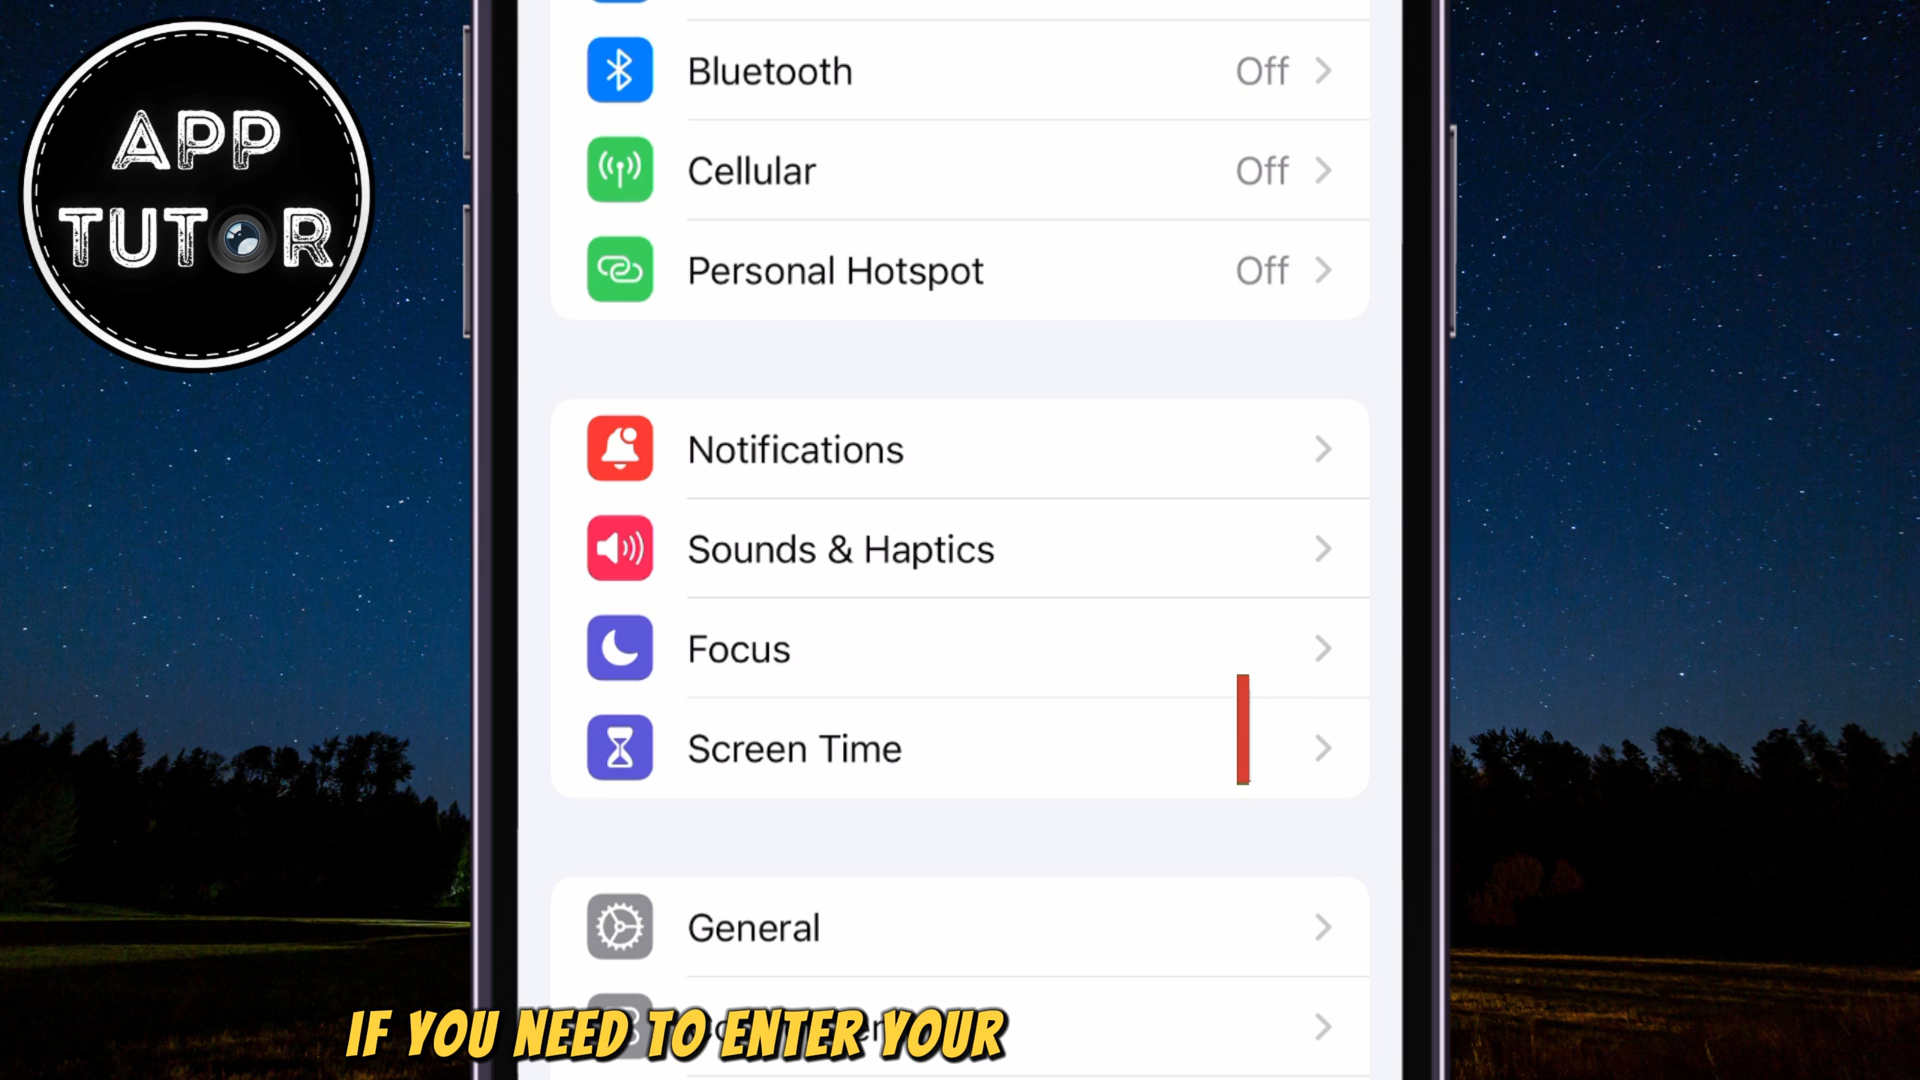 APP
TUTOR
Bluetooth Off
Cellular Off
Personal Hotspot Off
Notifications
Sounds & Haptics
Focus
Screen Time
General
IF YOU NEED TO ENTER YOUR